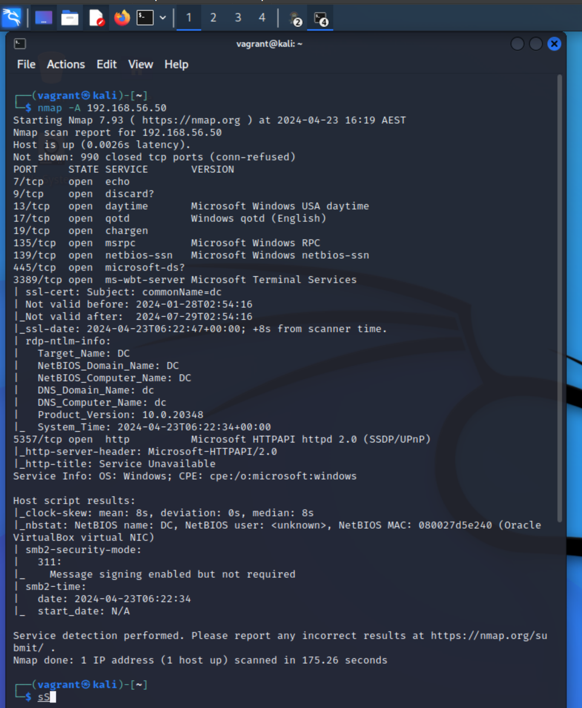 1 2 3 4 2 4
vagrant@kali: ~
File Actions Edit View Help
┌──(vagrant㉿kali)-[~]
└─$ nmap -A 192.168.56.50
Starting Nmap 7.93 ( https://nmap.org ) at 2024-04-23 16:19 AEST
Nmap scan report for 192.168.56.50
Host is up (0.0026s latency).
Not shown: 990 closed tcp ports (conn-refused)
PORT     STATE SERVICE       VERSION
7/tcp    open  echo
9/tcp    open  discard?
13/tcp   open  daytime       Microsoft Windows USA daytime
17/tcp   open  qotd          Windows qotd (English)
19/tcp   open  chargen
135/tcp  open  msrpc         Microsoft Windows RPC
139/tcp  open  netbios-ssn   Microsoft Windows netbios-ssn
445/tcp  open  microsoft-ds?
3389/tcp open  ms-wbt-server Microsoft Terminal Services
| ssl-cert: Subject: commonName=dc
| Not valid before: 2024-01-28T02:54:16
|_Not valid after:  2024-07-29T02:54:16
|_ssl-date: 2024-04-23T06:22:47+00:00; +8s from scanner time.
| rdp-ntlm-info:
|   Target_Name: DC
|   NetBIOS_Domain_Name: DC
|   NetBIOS_Computer_Name: DC
|   DNS_Domain_Name: dc
|   DNS_Computer_Name: dc
|   Product_Version: 10.0.20348
|_  System_Time: 2024-04-23T06:22:34+00:00
5357/tcp open  http          Microsoft HTTPAPI httpd 2.0 (SSDP/UPnP)
|_http-server-header: Microsoft-HTTPAPI/2.0
|_http-title: Service Unavailable
Service Info: OS: Windows; CPE: cpe:/o:microsoft:windows
Host script results:
|_clock-skew: mean: 8s, deviation: 0s, median: 8s
|_nbstat: NetBIOS name: DC, NetBIOS user: <unknown>, NetBIOS MAC: 080027d5e240 (Oracle
VirtualBox virtual NIC)
| smb2-security-mode:
|   311:
|_    Message signing enabled but not required
| smb2-time:
|   date: 2024-04-23T06:22:34
|_  start_date: N/A
Service detection performed. Please report any incorrect results at https://nmap.org/su
bmit/ .
Nmap done: 1 IP address (1 host up) scanned in 175.26 seconds
┌──(vagrant㉿kali)-[~]
└─$ sS